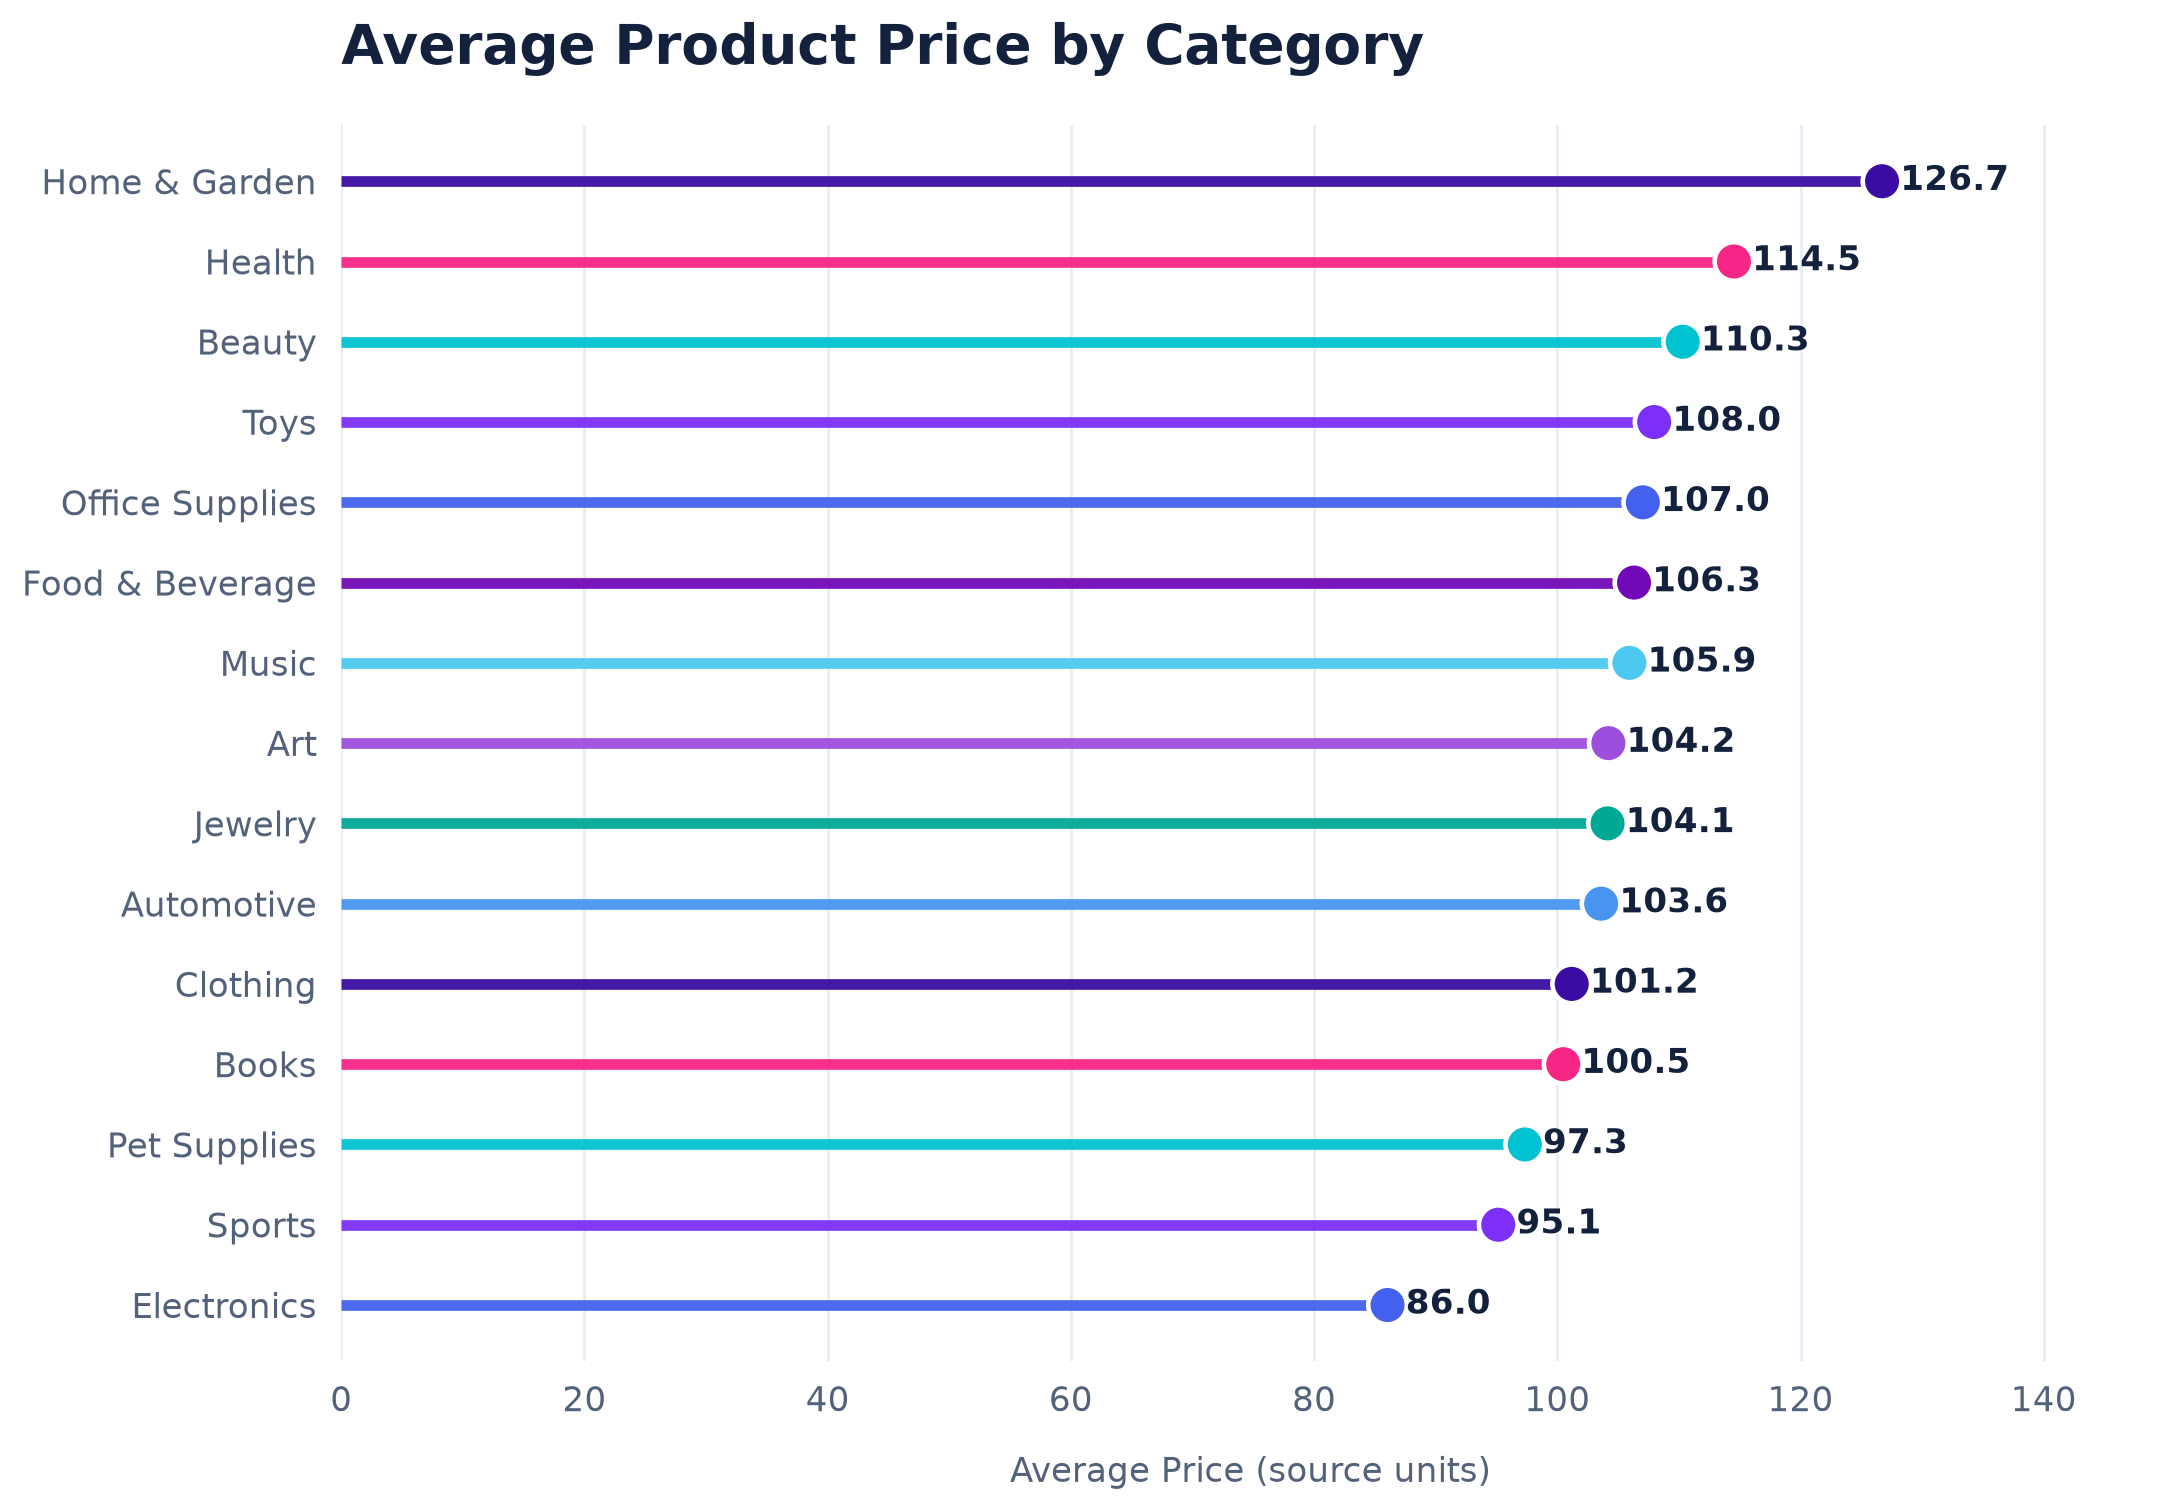 Average Product Price by Category
Home & Garden 126.7
Health 114.5
Beauty 110.3
Toys 108.0
Office Supplies 107.0
Food & Beverage 106.3
Music 105.9
Art 104.2
Jewelry 104.1
Automotive 103.6
Clothing 101.2
Books 100.5
Pet Supplies 97.3
Sports 95.1
Electronics 86.0
0 20 40 60 80 100 120 140
Average Price (source units)